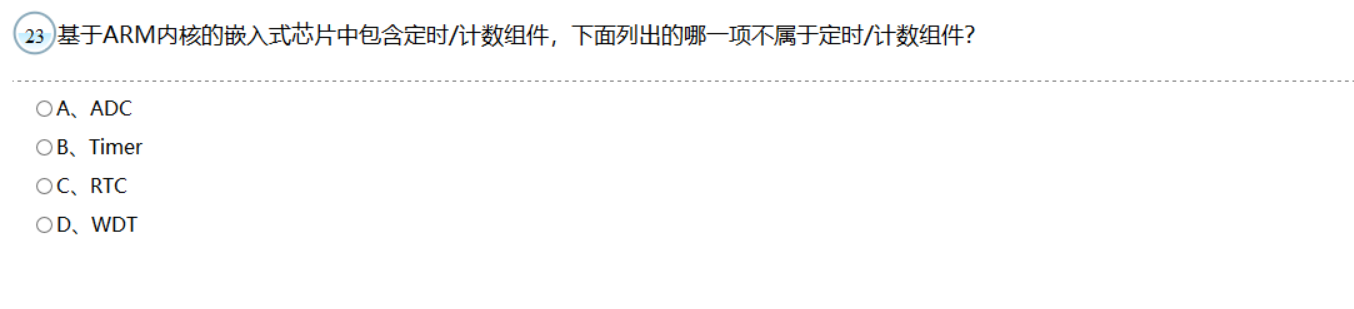 23 基于ARM内核的嵌入式芯片中包含定时/计数组件，下面列出的哪一项不属于定时/计数组件?
A、ADC
B、Timer
C、RTC
D、WDT